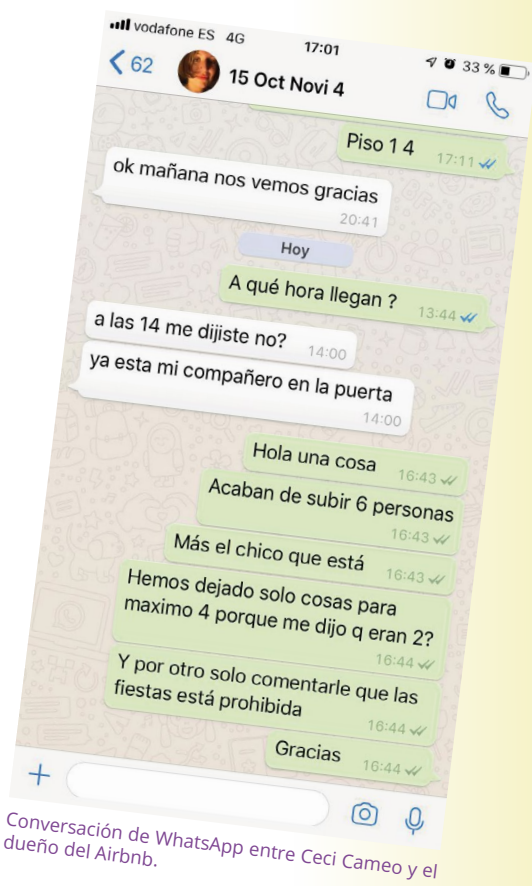 vodafone ES 4G 17:01 33 %
62 15 Oct Novi 4
Piso 1 4 17:11
ok mañana nos vemos gracias
20:41
Hoy
A qué hora llegan ? 13:44
a las 14 me dijiste no? 14:00
ya esta mi compañero en la puerta
14:00
Hola una cosa 16:43
Acaban de subir 6 personas
16:43
Más el chico que está 16:43
Hemos dejado solo cosas para
maximo 4 porque me dijo q eran 2?
16:44
Y por otro solo comentarle que las
fiestas está prohibida
16:44
Gracias 16:44
Conversación de WhatsApp entre Ceci Cameo y el
dueño del Airbnb.